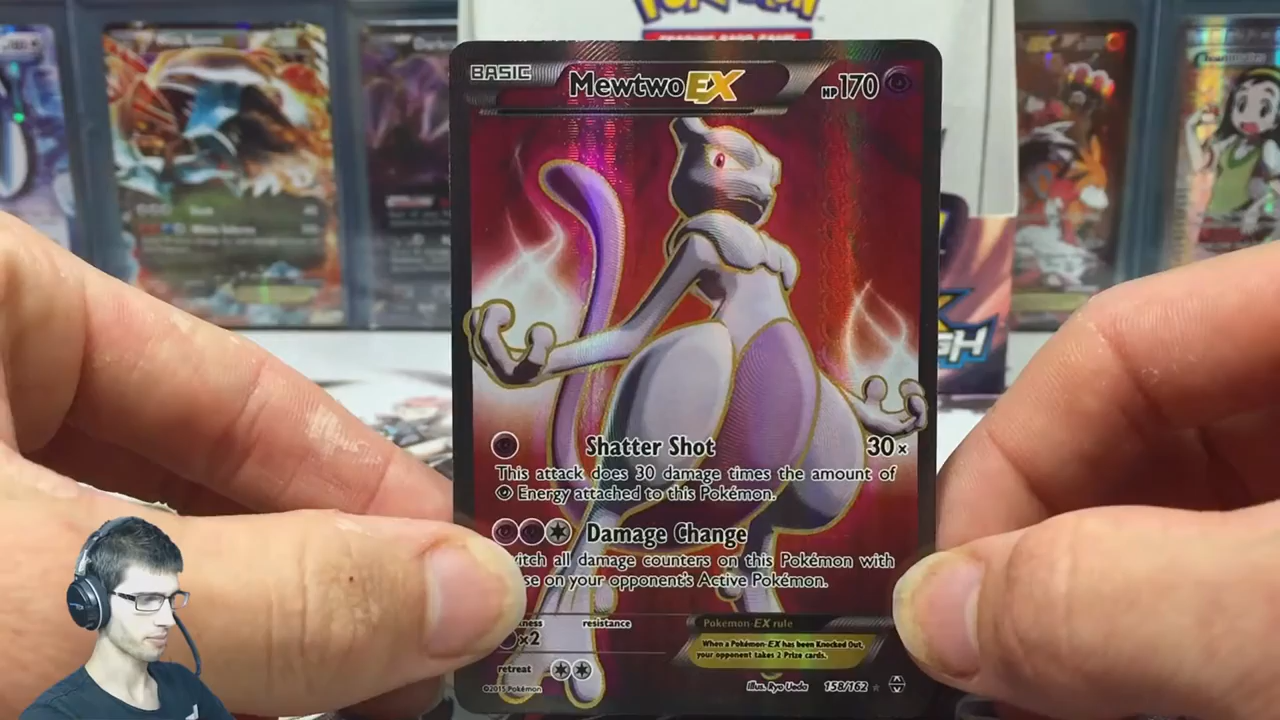 BASIC
Mewtwo EX
HP 170
Shatter Shot 30×
This attack does 30 damage times the amount of
Energy attached to this Pokémon.
Damage Change
all damage counters on this Pokémon with
on your opponent's Active Pokémon.
resistance
×2
Pokémon-EX rule
When a Pokémon-EX has been Knocked Out,
your opponent takes 2 Prize cards.
retreat
©2015 Pokémon
Illus. Ryo Ueda 158/162